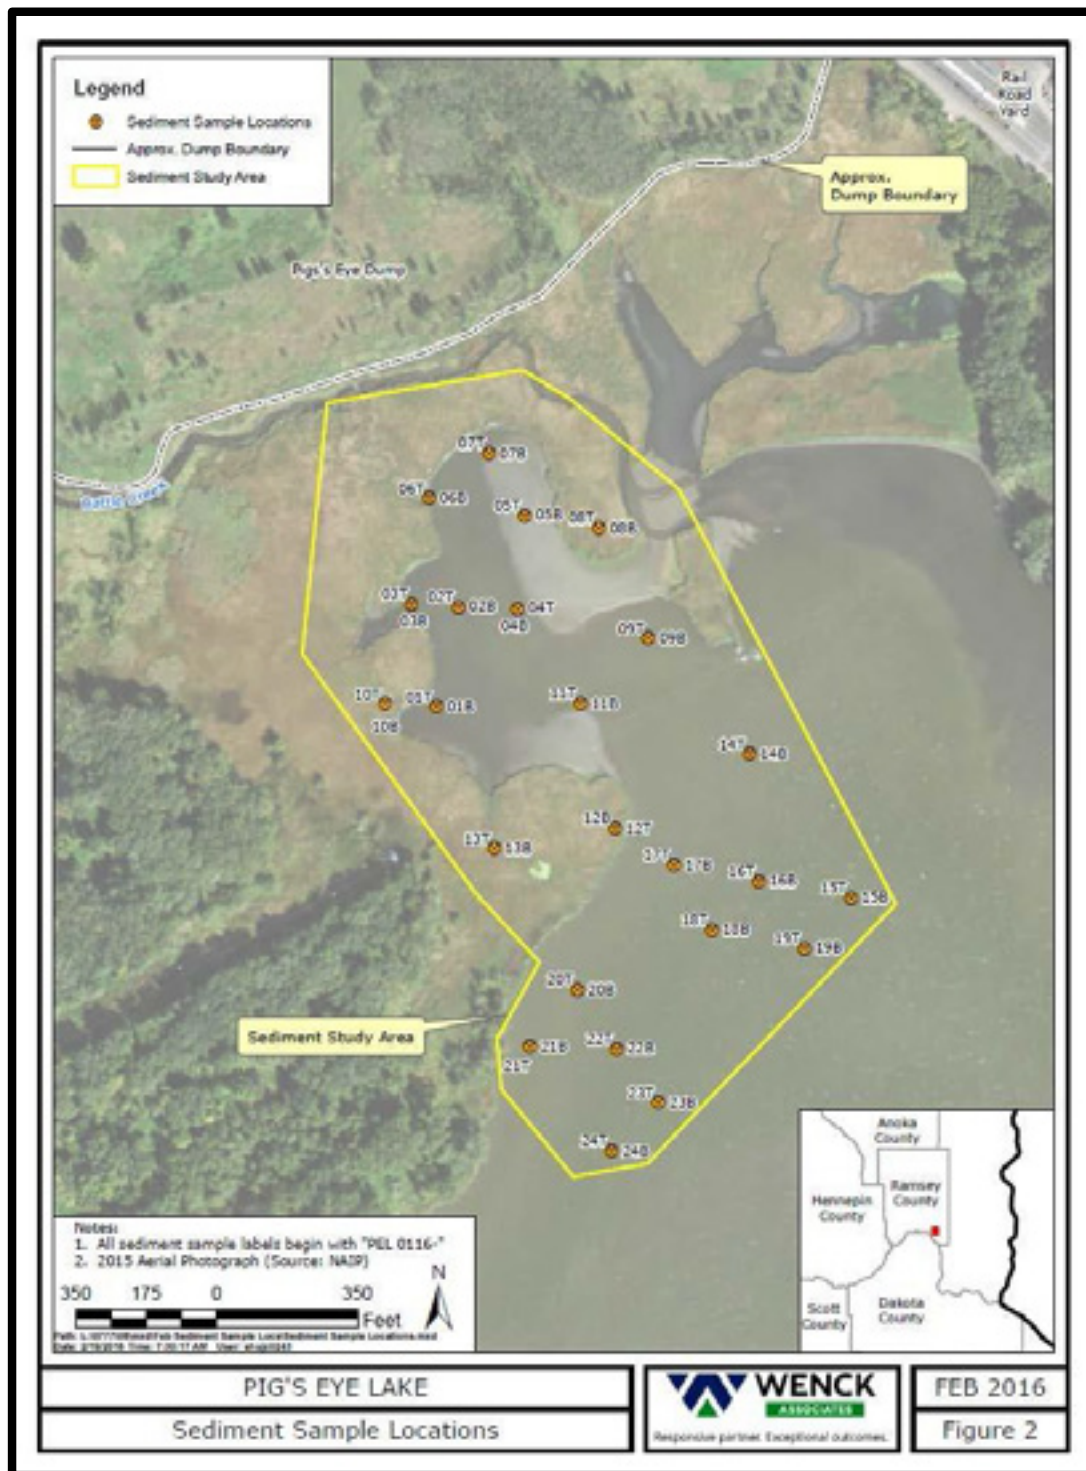 Legend
Sediment Sample Locations
Approx. Dump Boundary
Sediment Study Area
Rail
Road
Yard
Approx.
Dump Boundary
Pigs's Eye Dump
Battle Creek
07T 07B
06T 06B
05T 05B
08T 08B
03T
03B
02T 02B
04T
04B
09T 09B
10T
10B
01T 01B
11T 11B
14T 14B
12B 12T
13T 13B
17T 17B
16T 16B
15T 15B
18T 18B
19T 19B
20T 20B
Sediment Study Area
21B
21T
22T 22B
23T 23B
24T 24B
Anoka
County
Ramsey
County
Hennepin
County
Scott
County
Dakota
County
Notes:
1. All sediment sample labels begin with "PEL 0116-"
2. 2015 Aerial Photograph (Source: NAIP)
350 175 0 350
Feet
N
PIG'S EYE LAKE
Sediment Sample Locations
WENCK
ASSOCIATES
Responsive partner. Exceptional outcomes.
FEB 2016
Figure 2